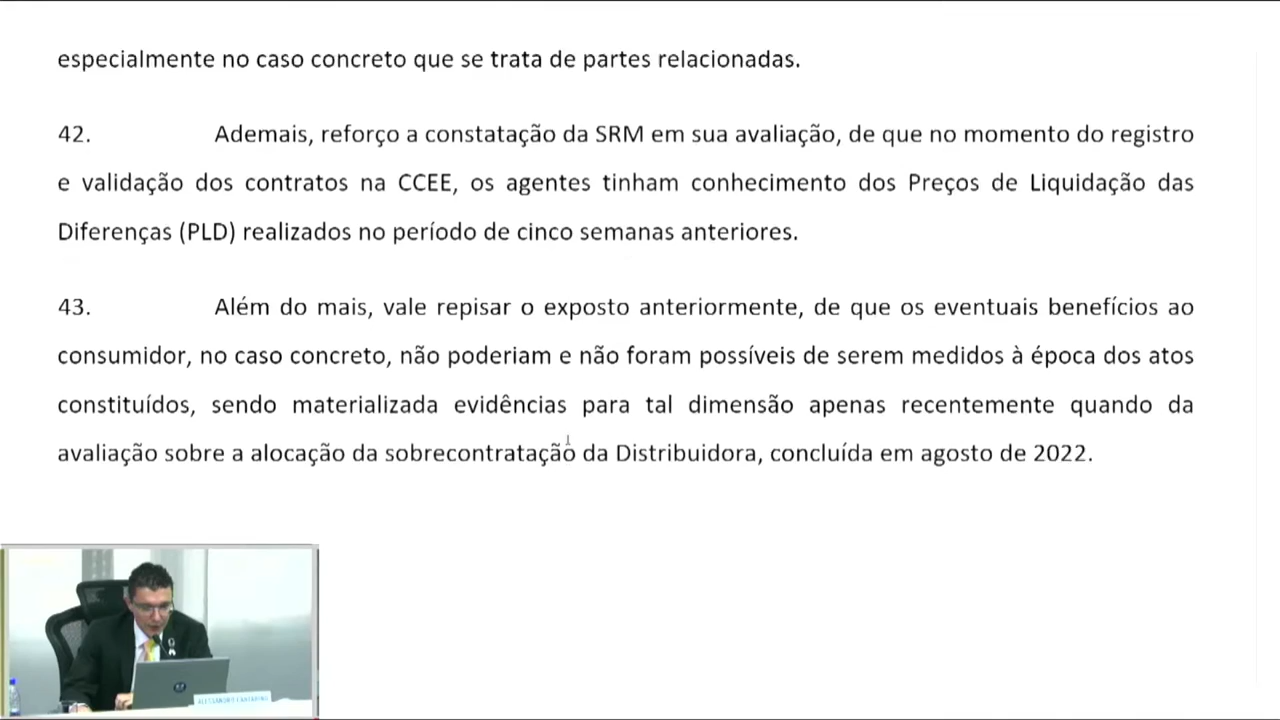 especialmente no caso concreto que se trata de partes relacionadas.
42. Ademais, reforço a constatação da SRM em sua avaliação, de que no momento do registro
e validação dos contratos na CCEE, os agentes tinham conhecimento dos Preços de Liquidação das
Diferenças (PLD) realizados no período de cinco semanas anteriores.
43. Além do mais, vale repisar o exposto anteriormente, de que os eventuais benefícios ao
consumidor, no caso concreto, não poderiam e não foram possíveis de serem medidos à época dos atos
constituídos, sendo materializada evidências para tal dimensão apenas recentemente quando da
avaliação sobre a alocação da sobrecontratação da Distribuidora, concluída em agosto de 2022.